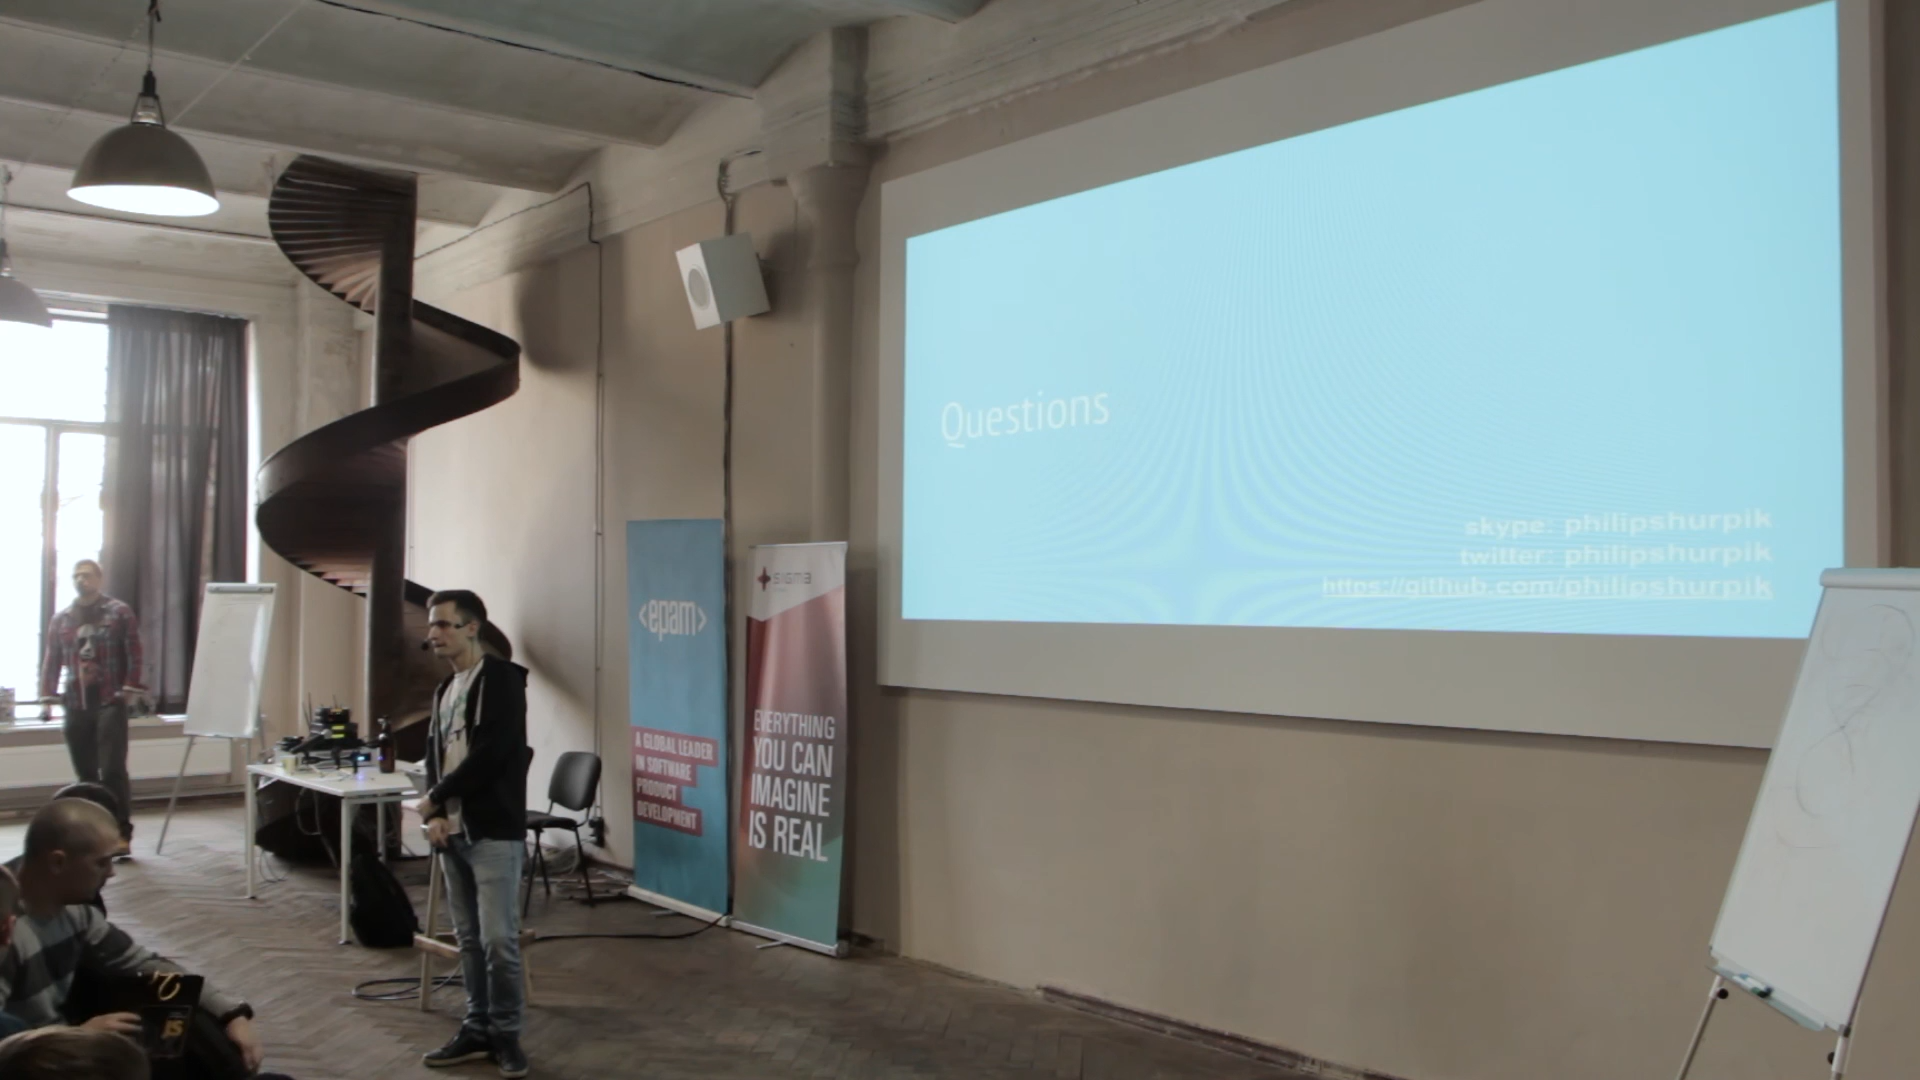 Questions
skype: philipshurpik
twitter: philipshurpik
https://github.com/philipshurpik
<epam>
A GLOBAL LEADER
IN SOFTWARE
PRODUCT
DEVELOPMENT
SIGMA
EVERYTHING
YOU CAN
IMAGINE
IS REAL
JS